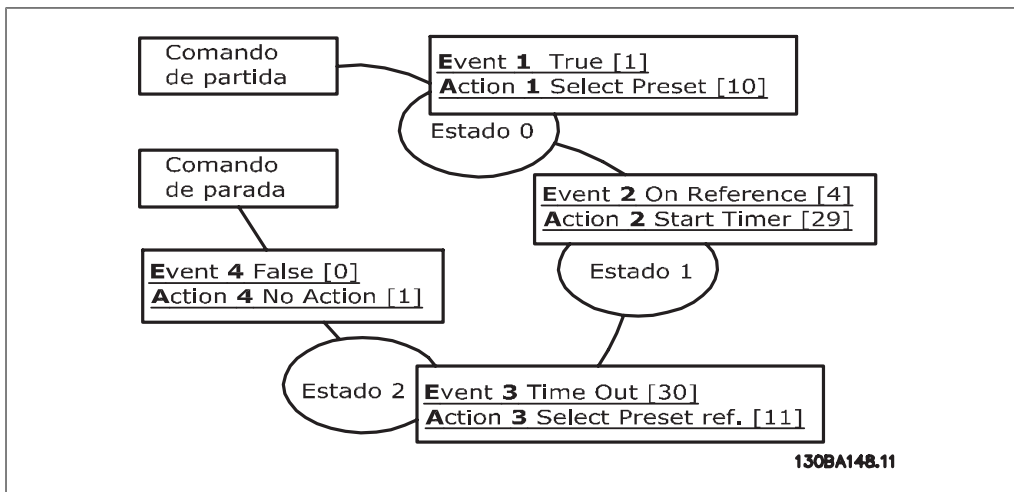 Comando
de partida
Event 1 True [1]
Action 1 Select Preset [10]
Estado 0
Comando
de parada
Event 2 On Reference [4]
Action 2 Start Timer [29]
Estado 1
Event 4 False [0]
Action 4 No Action [1]
Estado 2
Event 3 Time Out [30]
Action 3 Select Preset ref. [11]
130BA148.11